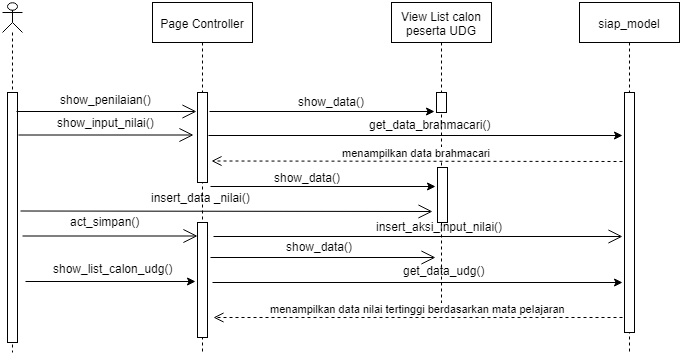 Page Controller
View List calon
peserta UDG
siap_model
show_penilaian()
show_data()
show_input_nilai()
get_data_brahmacari()
menampilkan data brahmacari
show_data()
insert_data _nilai()
act_simpan()
insert_aksi_input_nilai()
show_data()
show_list_calon_udg()
get_data_udg()
menampilkan data nilai tertinggi berdasarkan mata pelajaran